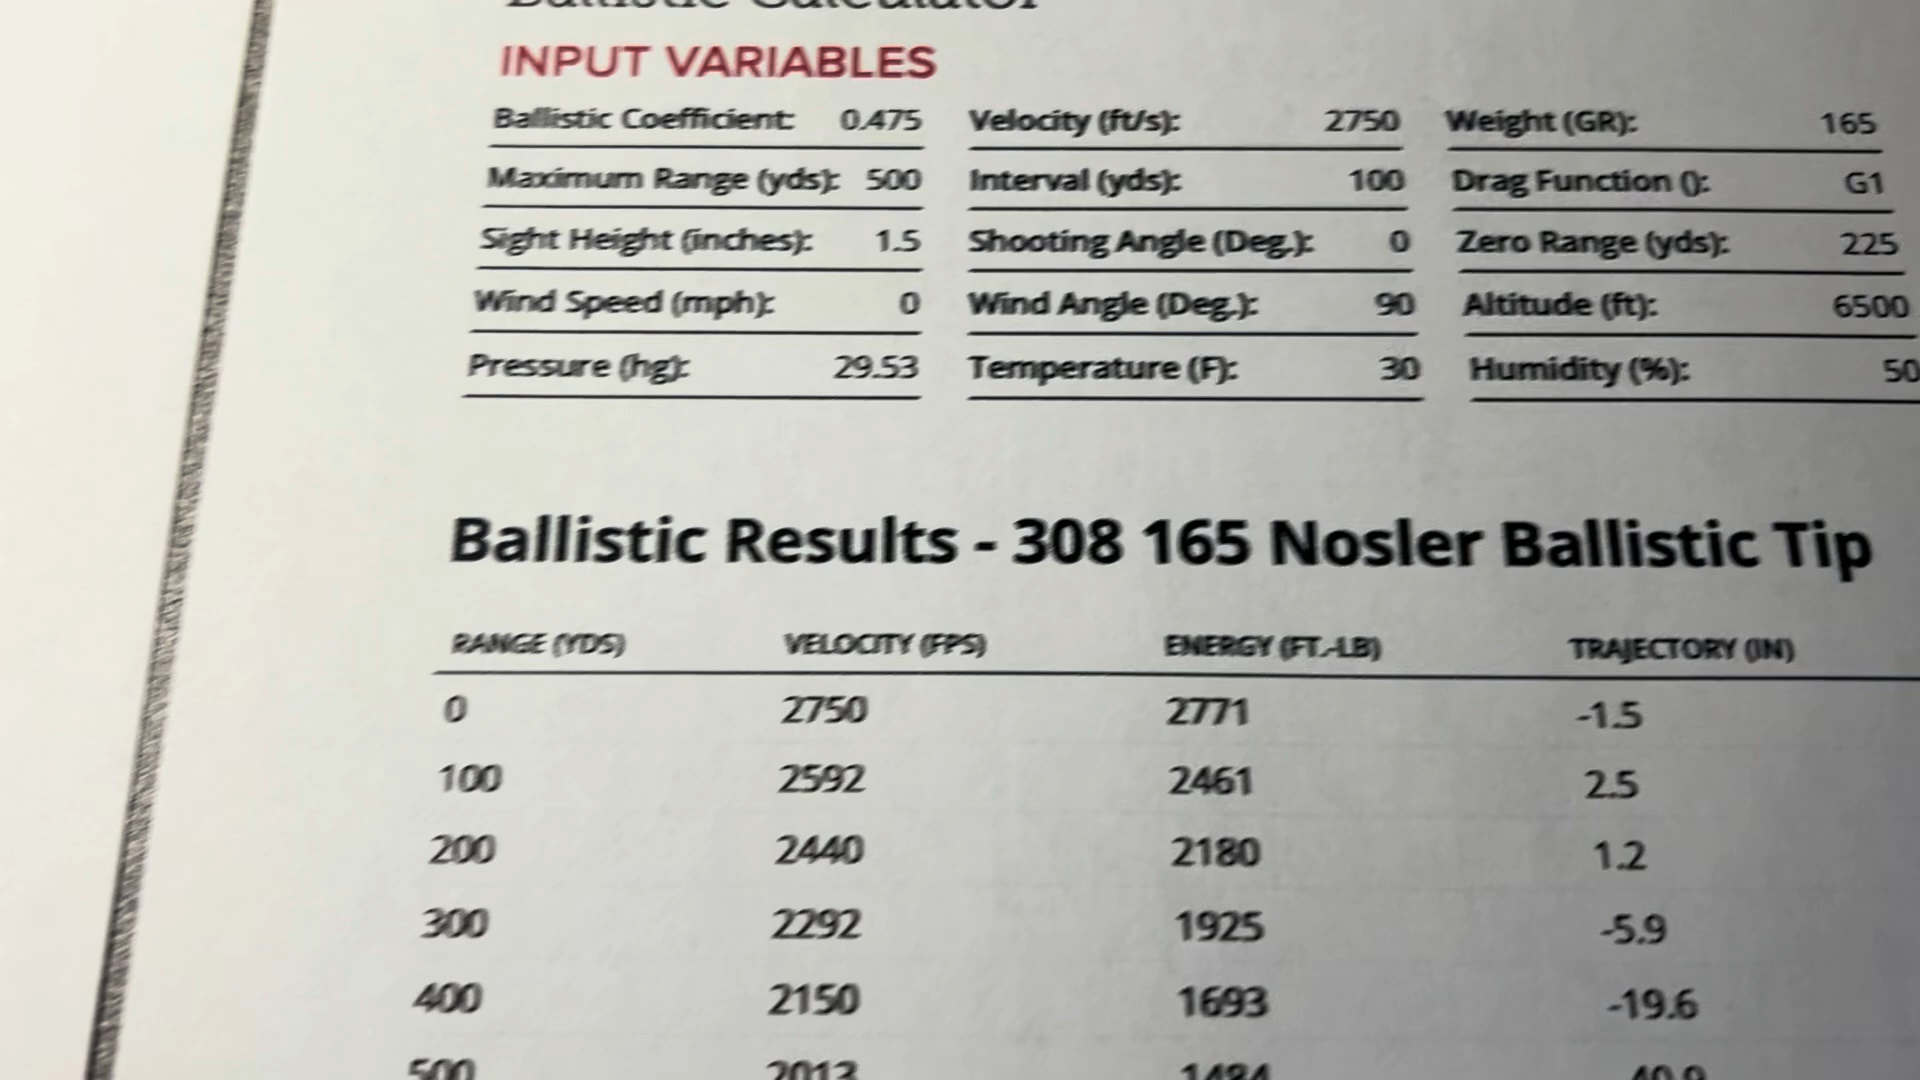 Ballistic Calculator
INPUT VARIABLES
Ballistic Coefficient: 0.475 Velocity (ft/s): 2750 Weight (GR): 165
Maximum Range (yds): 500 Interval (yds): 100 Drag Function (): G1
Sight Height (inches): 1.5 Shooting Angle (Deg.): 0 Zero Range (yds): 225
Wind Speed (mph): 0 Wind Angle (Deg.): 90 Altitude (ft): 6500
Pressure (hg): 29.53 Temperature (F): 30 Humidity (%): 50
Ballistic Results - 308 165 Nosler Ballistic Tip
RANGE (YDS) VELOCITY (FPS) ENERGY (FT.-LB) TRAJECTORY (IN)
0 2750 2771 -1.5
100 2592 2461 2.5
200 2440 2180 1.2
300 2292 1925 -5.9
400 2150 1693 -19.6
500 2013 1484